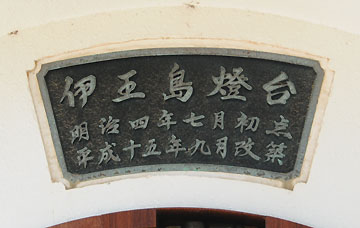 伊王島燈台
明治四年七月初点
平成十五年九月改築